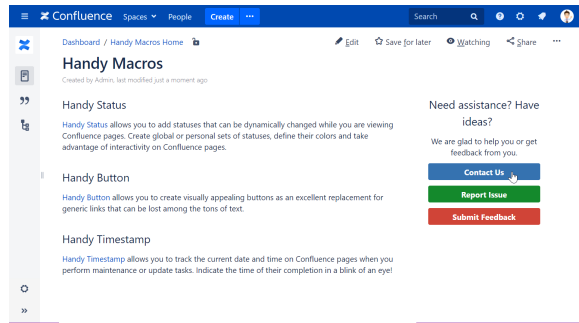 Confluence Spaces People Create ··· Search
Dashboard / Handy Macros Home Edit Save for later Watching Share ···
Handy Macros
Created by Admin, last modified just a moment ago
Handy Status
Handy Status allows you to add statuses that can be dynamically changed while you are viewing
Confluence pages. Create global or personal sets of statuses, define their colors and take
advantage of interactivity on Confluence pages.
Handy Button
Handy Button allows you to create visually appealing buttons as an excellent replacement for
generic links that can be lost among the tons of text.
Handy Timestamp
Handy Timestamp allows you to track the current date and time on Confluence pages when you
perform maintenance or update tasks. Indicate the time of their completion in a blink of an eye!
Need assistance? Have
ideas?
We are glad to help you or get
feedback from you.
Contact Us
Report Issue
Submit Feedback